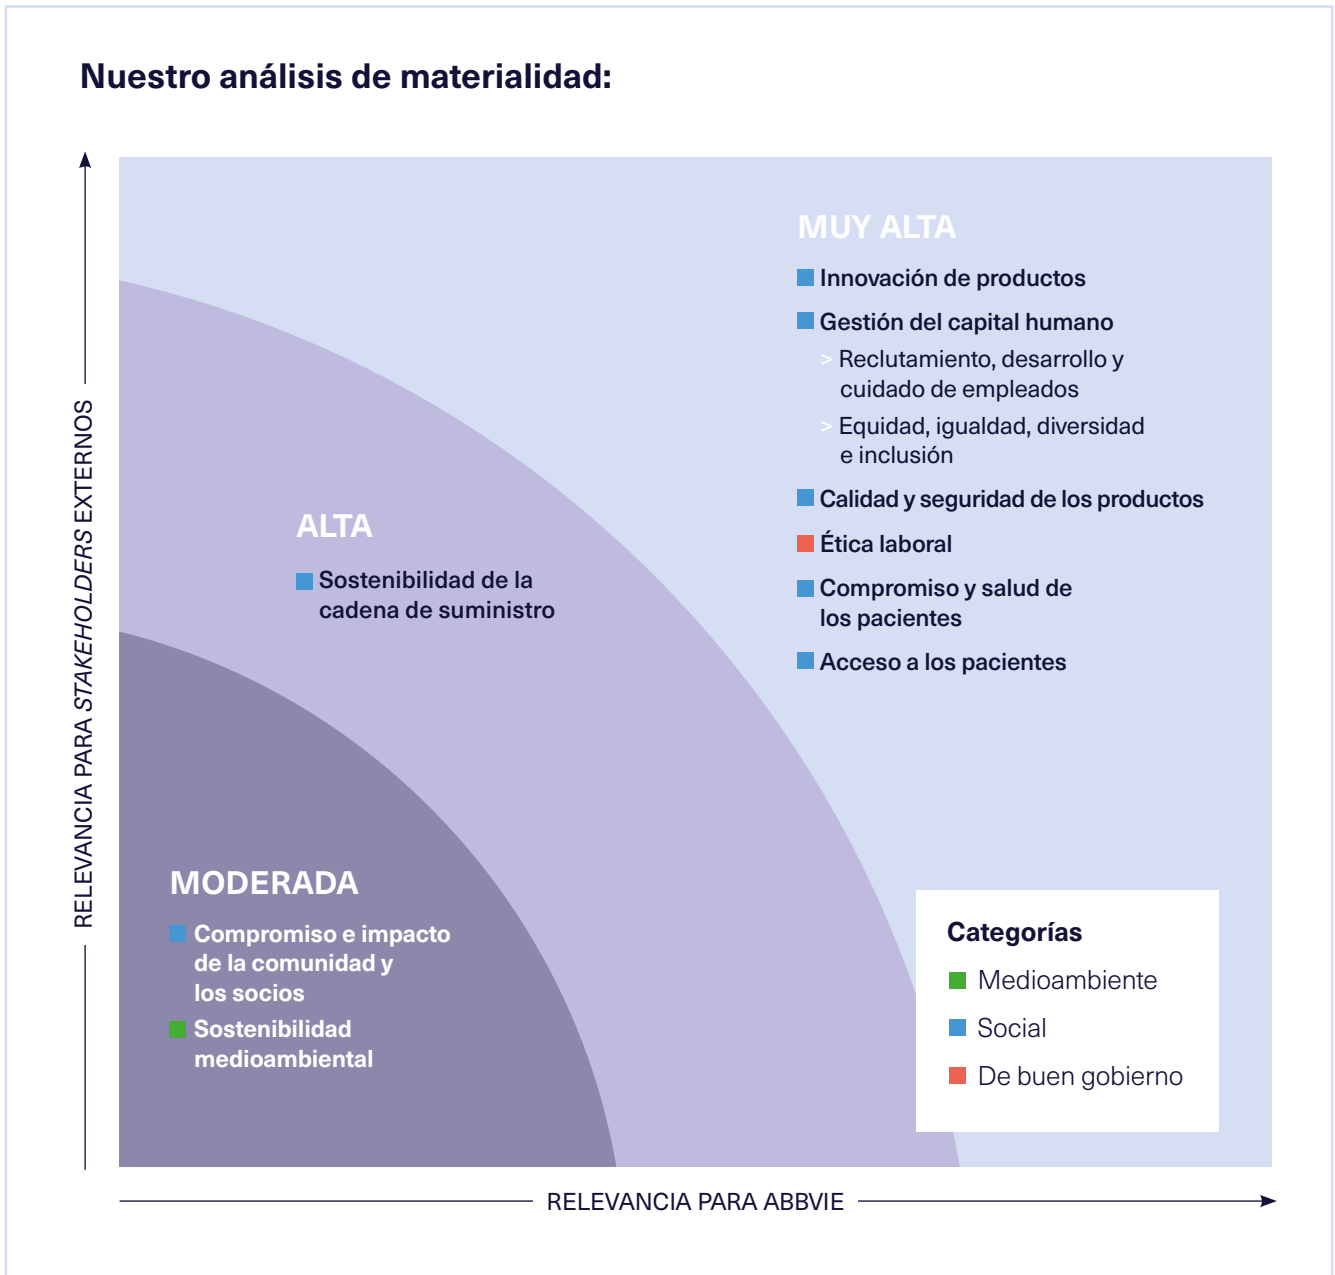 Nuestro análisis de materialidad:
RELEVANCIA PARA STAKEHOLDERS EXTERNOS
MUY ALTA
Innovación de productos
Gestión del capital humano
> Reclutamiento, desarrollo y
cuidado de empleados
> Equidad, igualdad, diversidad
e inclusión
Calidad y seguridad de los productos
Ética laboral
Compromiso y salud de
los pacientes
Acceso a los pacientes
ALTA
Sostenibilidad de la
cadena de suministro
MODERADA
Compromiso e impacto
de la comunidad y
los socios
Sostenibilidad
medioambiental
Categorías
Medioambiente
Social
De buen gobierno
RELEVANCIA PARA ABBVIE